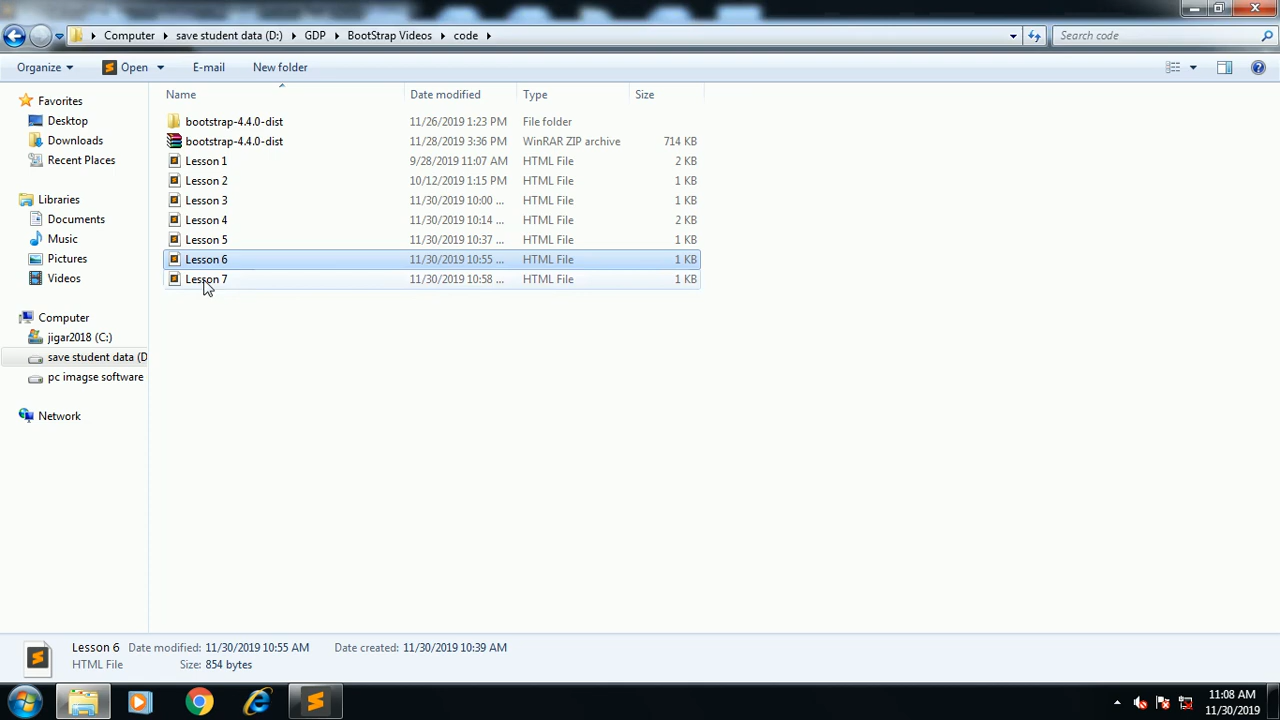 Computer save student data (D:) GDP BootStrap Videos code
Search code
Organize Open E-mail New folder
Name Date modified Type Size
Favorites
Desktop
Downloads
Recent Places
Libraries
Documents
Music
Pictures
Videos
Computer
jigar2018 (C:)
save student data (D
pc imagse software
Network
bootstrap-4.4.0-dist 11/26/2019 1:23 PM File folder
bootstrap-4.4.0-dist 11/28/2019 3:36 PM WinRAR ZIP archive 714 KB
Lesson 1 9/28/2019 11:07 AM HTML File 2 KB
Lesson 2 10/12/2019 1:15 PM HTML File 1 KB
Lesson 3 11/30/2019 10:00 ... HTML File 1 KB
Lesson 4 11/30/2019 10:14 ... HTML File 2 KB
Lesson 5 11/30/2019 10:37 ... HTML File 1 KB
Lesson 6 11/30/2019 10:55 ... HTML File 1 KB
Lesson 7 11/30/2019 10:58 ... HTML File 1 KB
Lesson 6 Date modified: 11/30/2019 10:55 AM Date created: 11/30/2019 10:39 AM
HTML File Size: 854 bytes
11:08 AM
11/30/2019